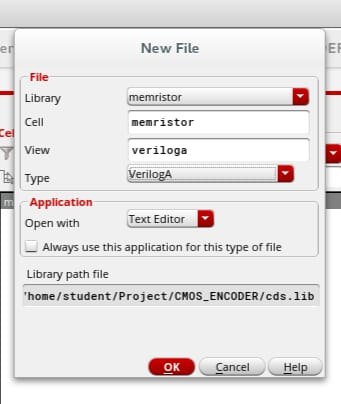 New File
File
Library memristor
Cell memristor
View veriloga
Type VerilogA
Application
Open with Text Editor
Always use this application for this type of file
Library path file
'home/student/Project/CMOS_ENCODER/cds.lib
OK Cancel Help